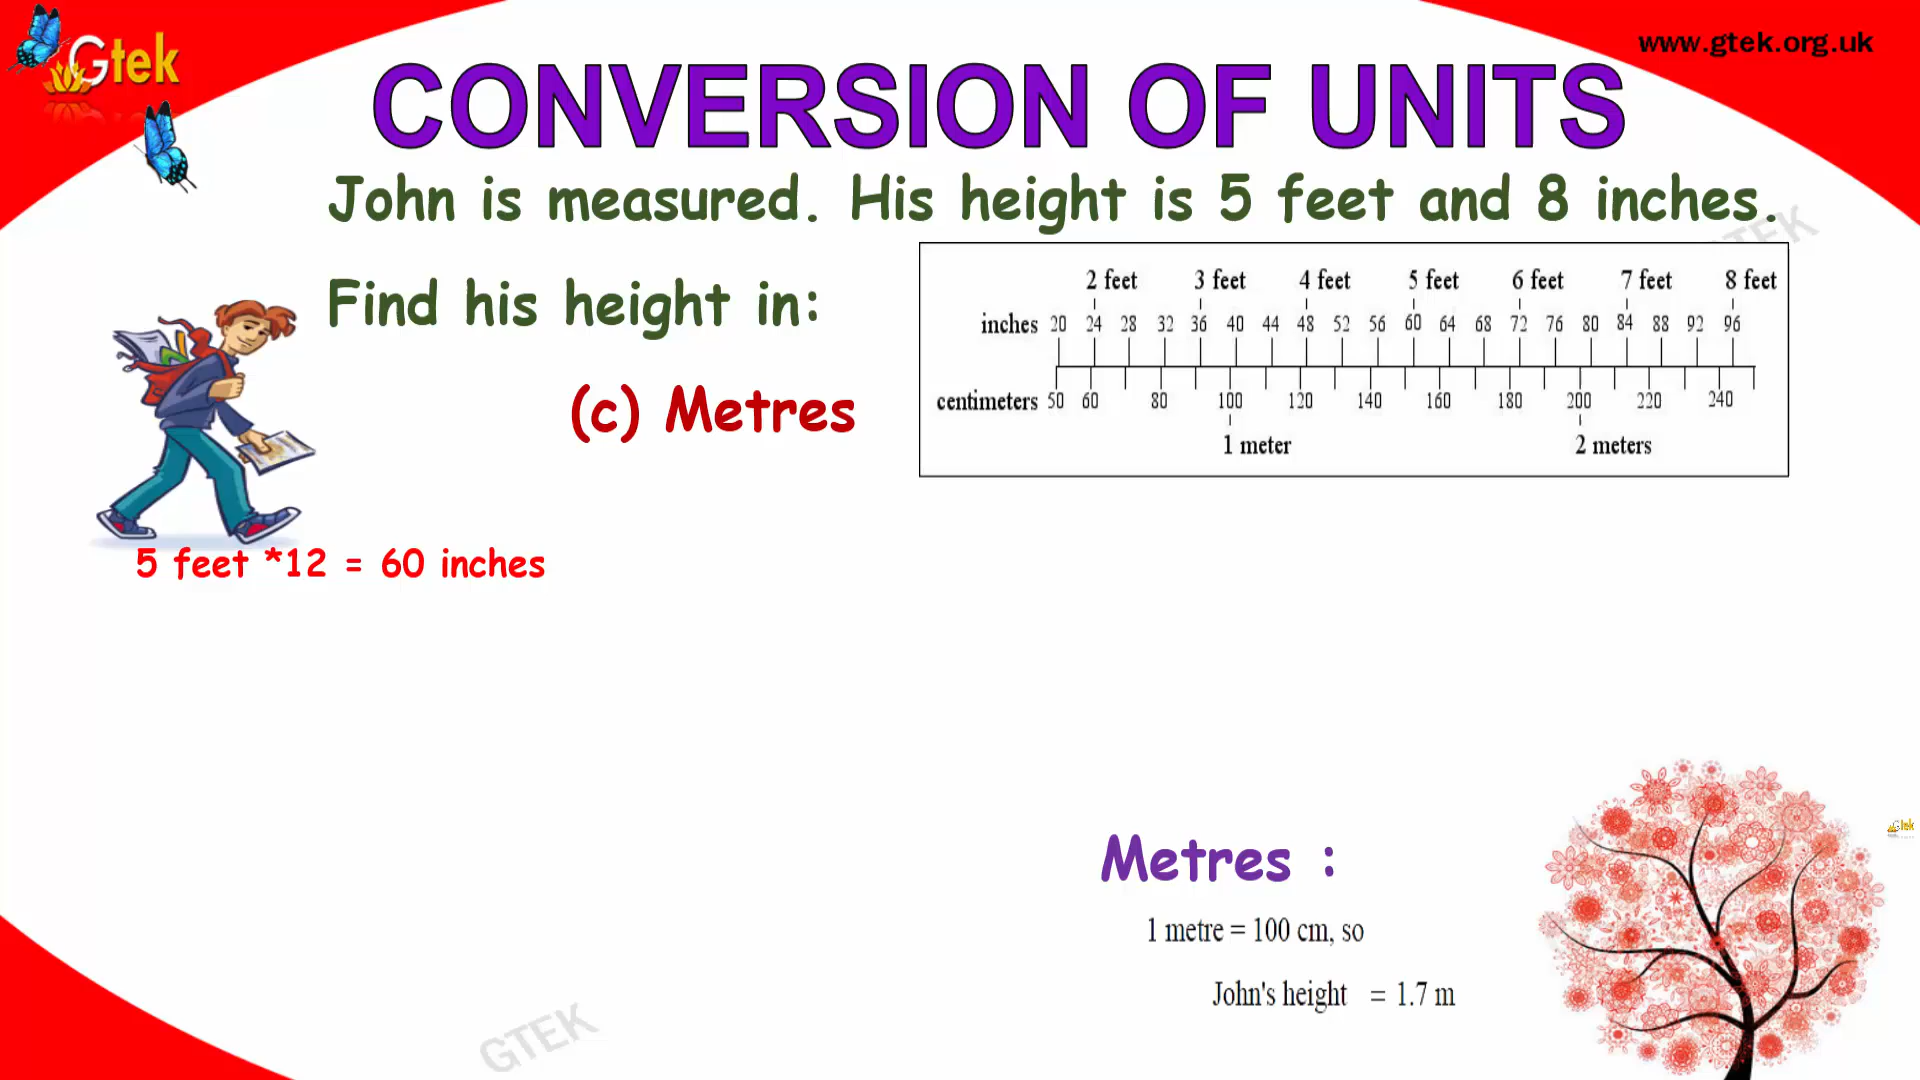 Gtek
www.gtek.org.uk
CONVERSION OF UNITS
John is measured. His height is 5 feet and 8 inches.
GTEK
Find his height in:
(c) Metres
2 feet 3 feet 4 feet 5 feet 6 feet 7 feet 8 feet
inches 20 24 28 32 36 40 44 48 52 56 60 64 68 72 76 80 84 88 92 96
centimeters 50 60 80 100 120 140 160 180 200 220 240
1 meter 2 meters
5 feet *12 = 60 inches
Metres :
1 metre = 100 cm, so
John's height = 1.7 m
GTEK
Gtek